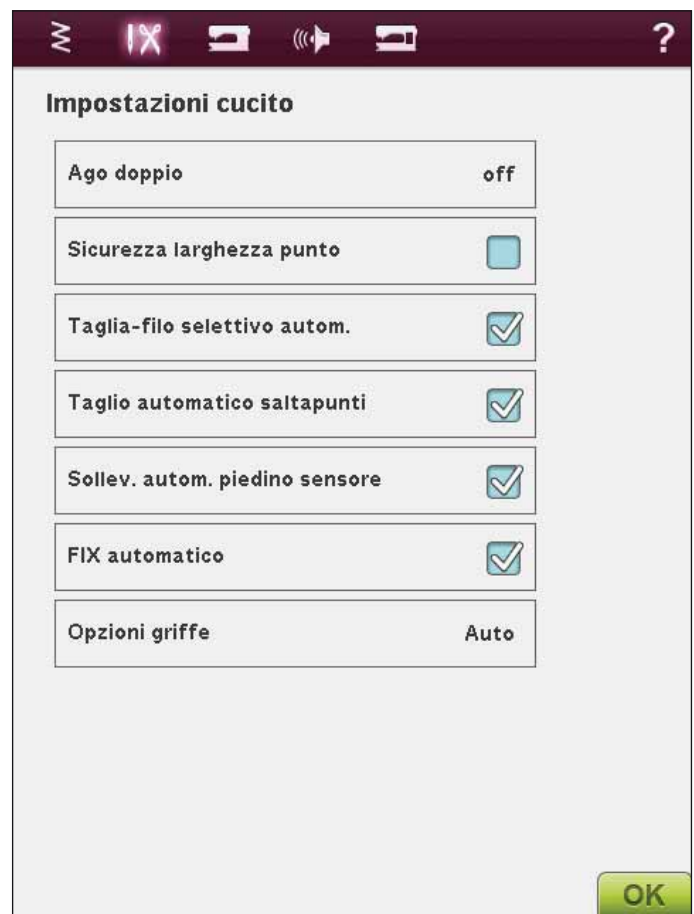 ?
Impostazioni cucito
Ago doppio off
Sicurezza larghezza punto
Taglia-filo selettivo autom.
Taglio automatico saltapunti
Sollev. autom. piedino sensore
FIX automatico
Opzioni griffe Auto
OK